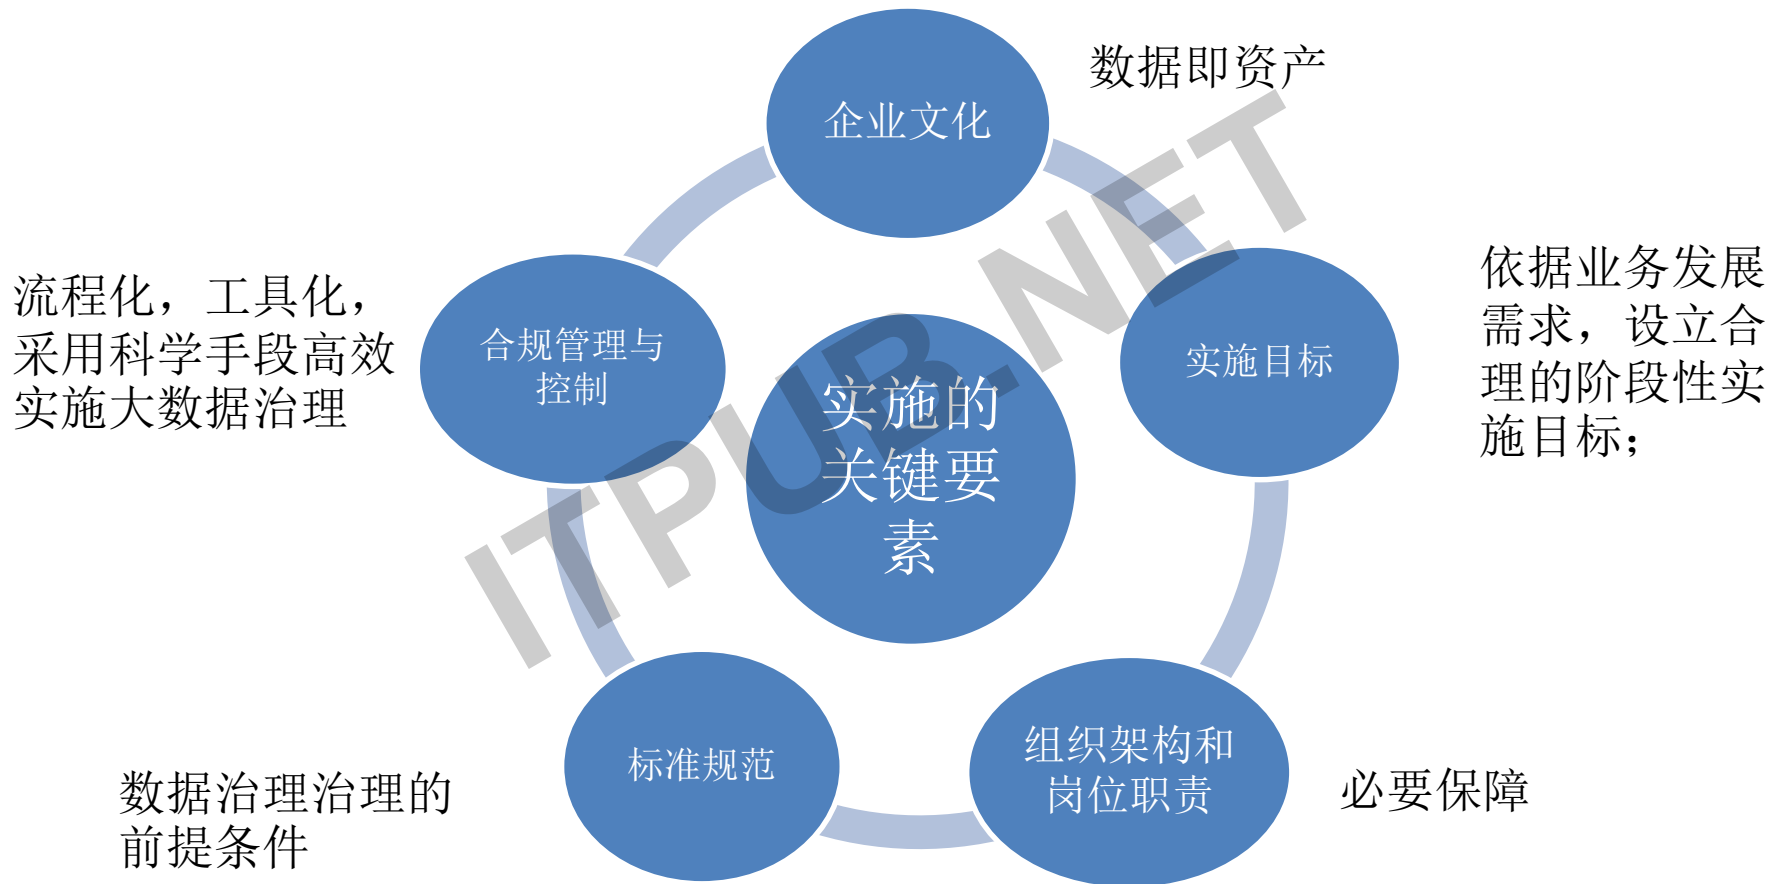 企业文化
数据即资产
实施目标
依据业务发展
需求，设立合
理的阶段性实
施目标；
组织架构和
岗位职责
必要保障
标准规范
数据治理治理的
前提条件
合规管理与
控制
流程化，工具化，
采用科学手段高效
实施大数据治理
实施的
关键要
素
ITPUB.NET